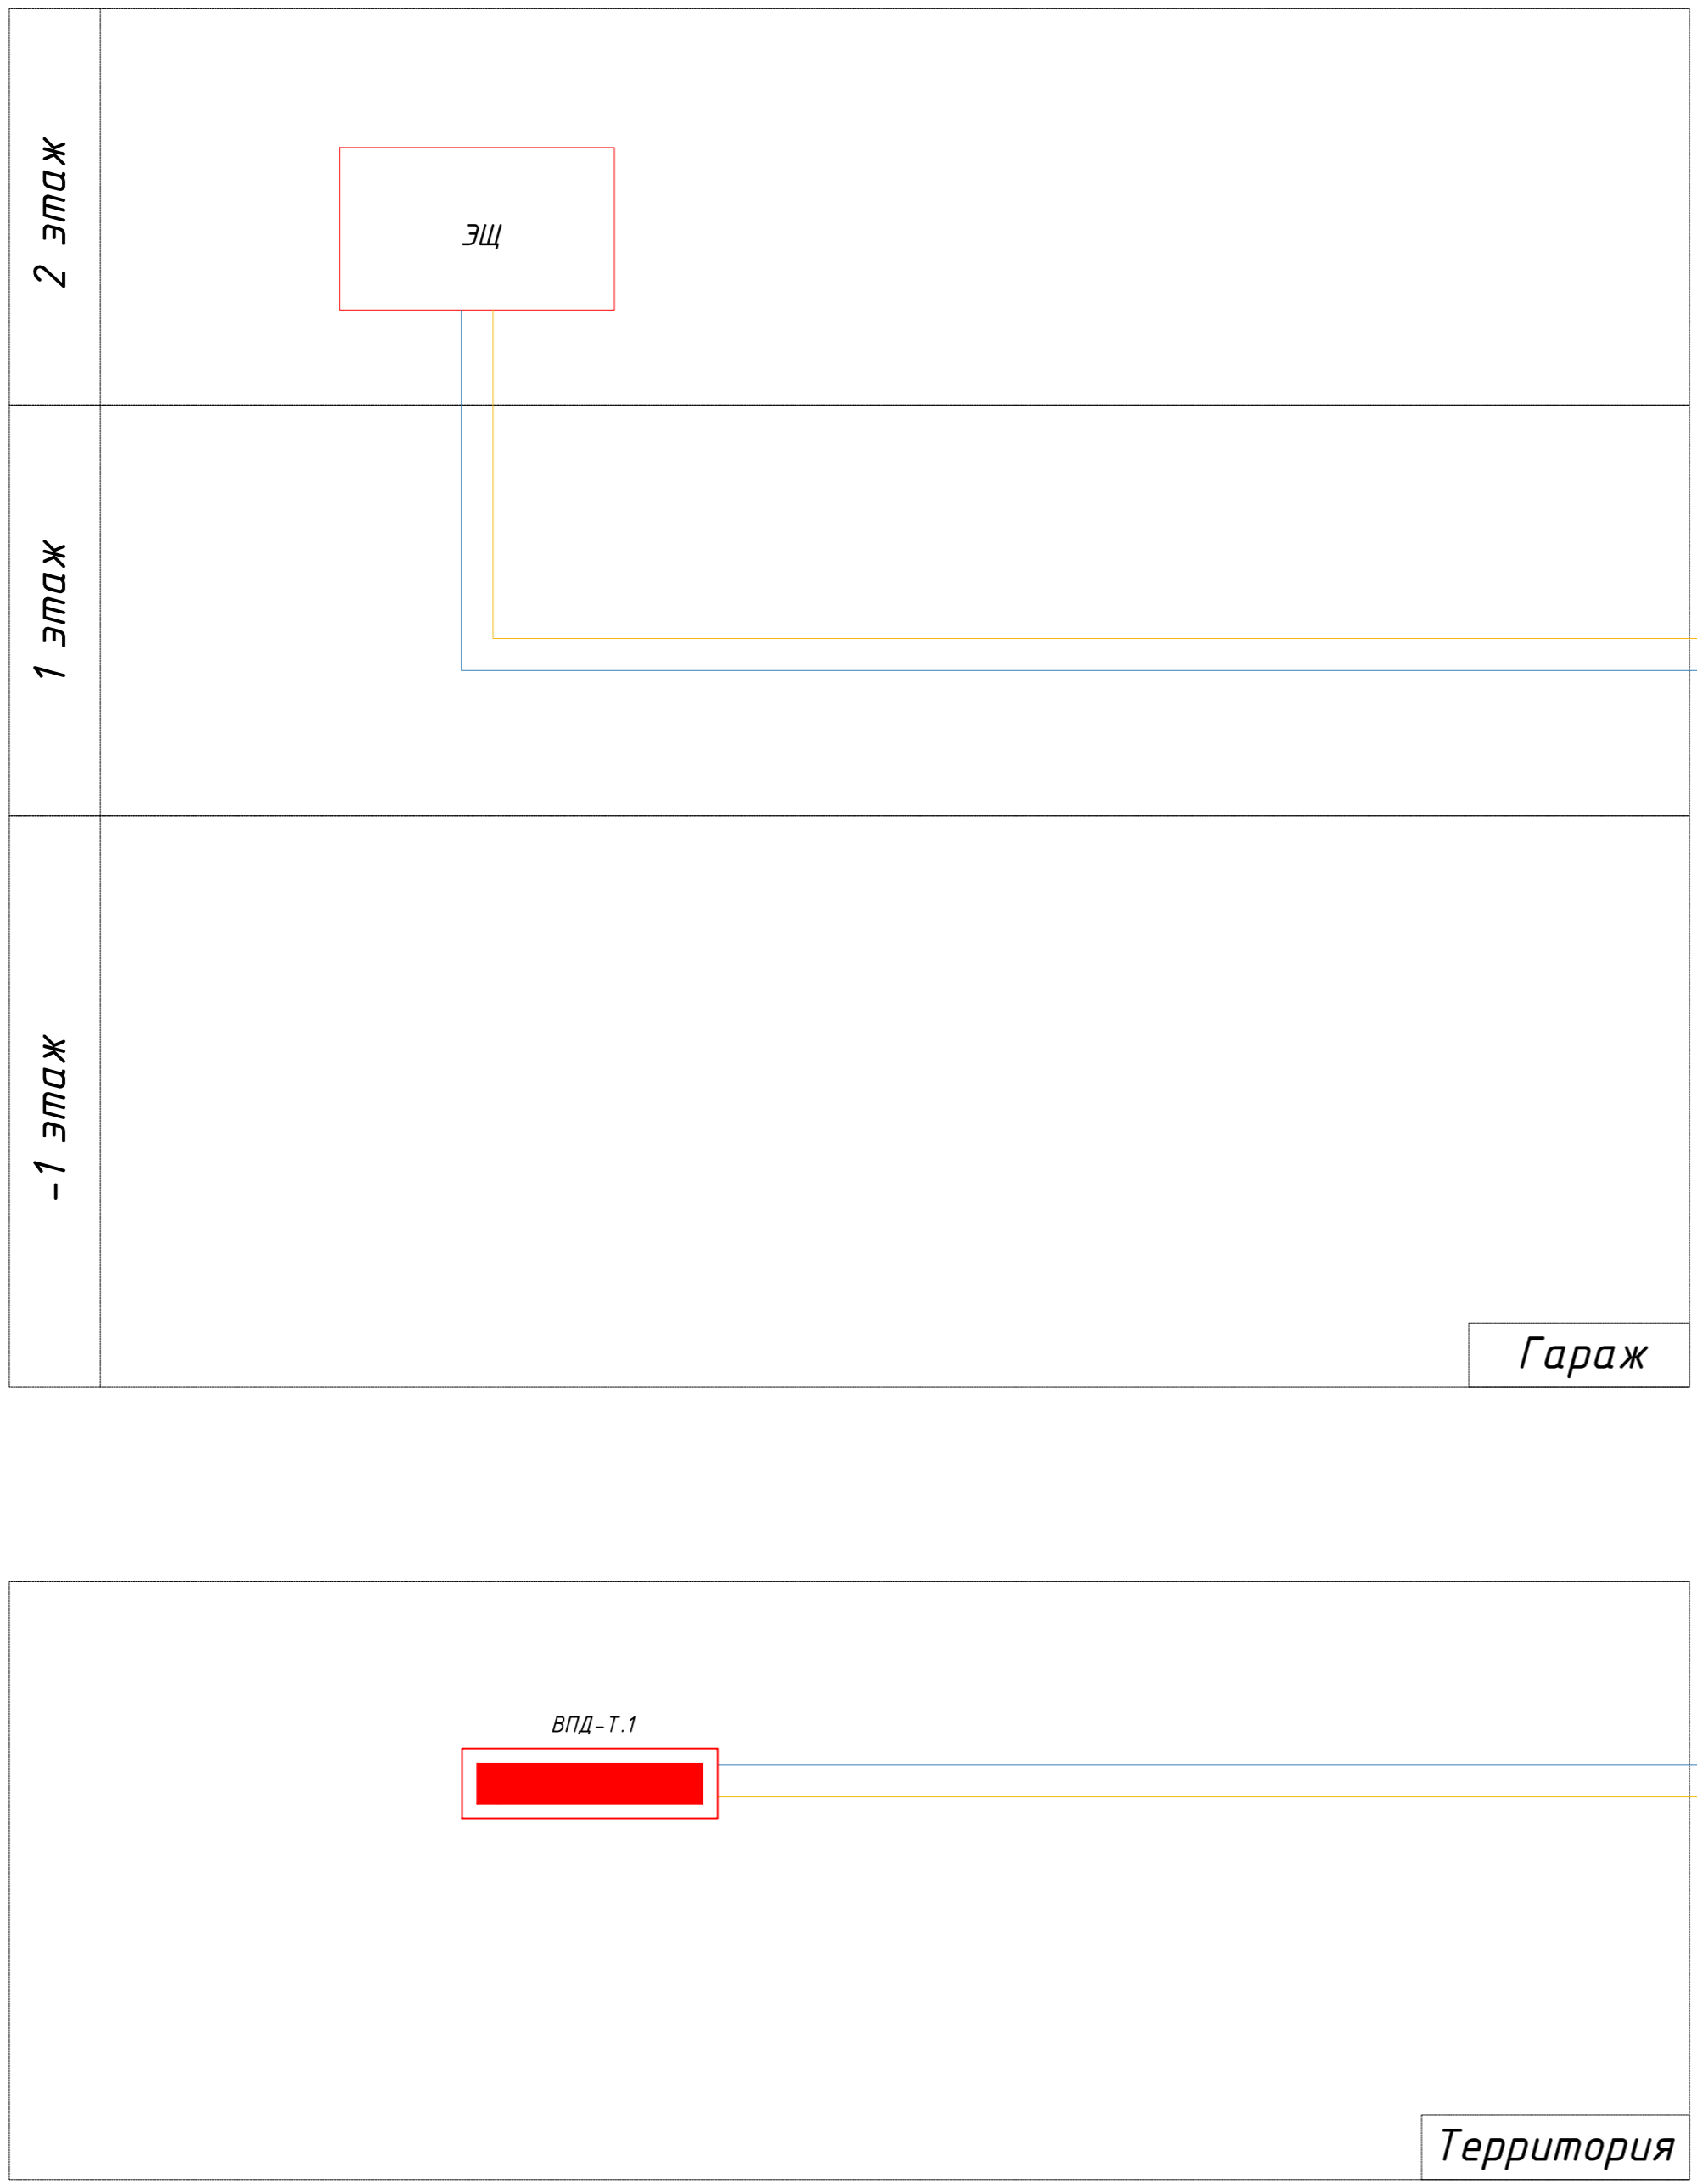 2 этаж
ЭЩ
1 этаж
-1 этаж
Гараж
ВПД-Т.1
Территория